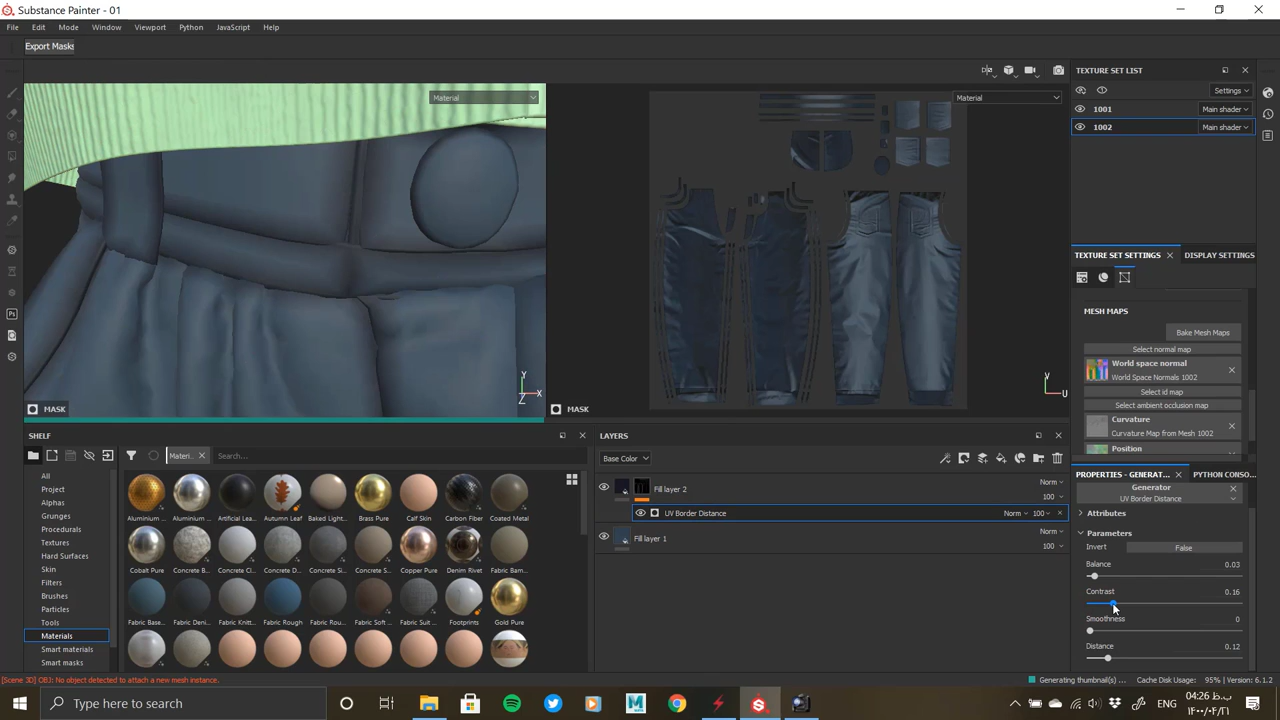 Substance Painter - 01
File Edit Mode Window Viewport Python JavaScript Help
Export Masks
Material
Material
Y
X
Z
V
U
MASK
MASK
TEXTURE SET LIST
Settings
1001 Main shader
1002 Main shader
TEXTURE SET SETTINGS
DISPLAY SETTINGS
MESH MAPS
Bake Mesh Maps
Select normal map
World space normal
World Space Normals 1002
Select id map
Select ambient occlusion map
Curvature
Curvature Map from Mesh 1002
Position
SHELF
Materi...
Search...
All
Project
Alphas
Grunges
Procedurals
Textures
Hard Surfaces
Skin
Filters
Brushes
Particles
Tools
Materials
Smart materials
Smart masks
Aluminium ... Aluminium ... Artificial Lea... Autumn Leaf Baked Light... Brass Pure Calf Skin Carbon Fiber Coated Metal
Cobalt Pure Concrete B... Concrete Cl... Concrete D... Concrete Si... Concrete S... Copper Pure Denim Rivet Fabric Bam...
Fabric Base... Fabric Deni... Fabric Rough Fabric Rou... Fabric Soft ... Fabric Suit ... Footprints Gold Pure
LAYERS
Base Color
Fill layer 2
Norm
100
UV Border Distance
Norm 100
Fill layer 1
Norm
100
PROPERTIES - GENERAT...
PYTHON CONSO...
Generator
UV Border Distance
Attributes
Parameters
Invert False
Balance 0.03
Contrast 0.16
Smoothness 0
Distance 0.12
[Scene 3D] OBJ: No object detected to attach a new mesh instance.
Generating thumbnail(s) ...
Cache Disk Usage: 95% | Version: 6.1.2
Type here to search
ENG
04:26 ب.ظ
۱۴۰۰/۰۲/۲۱